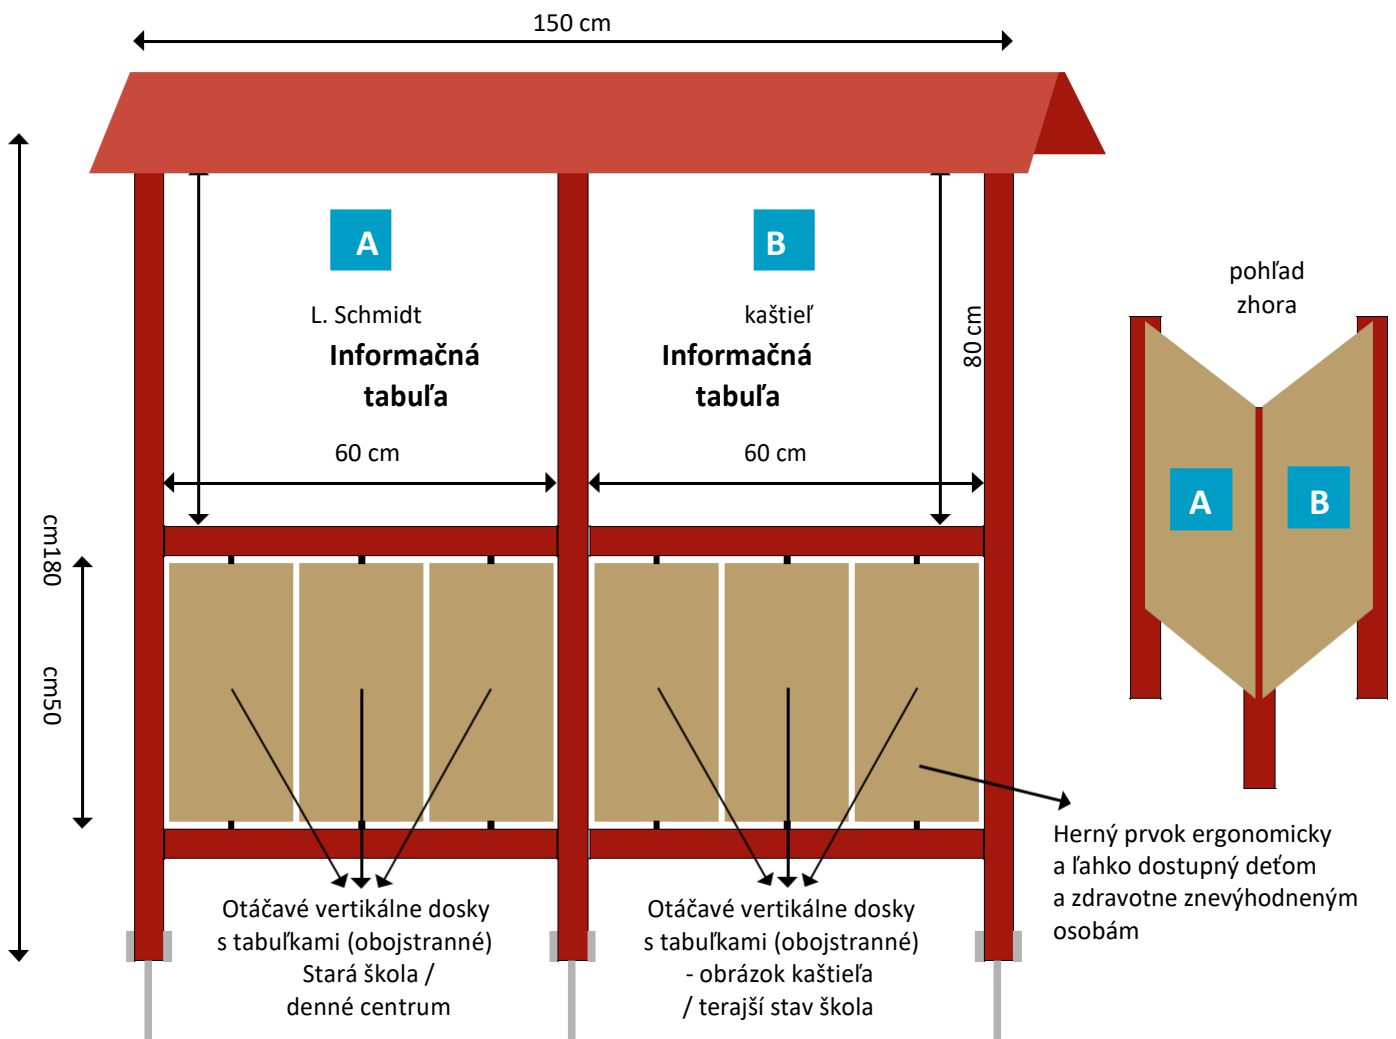 150 cm
A
B
L. Schmidt
Informačná
tabuľa
kaštieľ
Informačná
tabuľa
80 cm
60 cm
60 cm
cm180
cm50
pohľad
zhora
A
B
Otáčavé vertikálne dosky
s tabuľkami (obojstranné)
Stará škola /
denné centrum
Otáčavé vertikálne dosky
s tabuľkami (obojstranné)
- obrázok kaštieľa
/ terajší stav škola
Herný prvok ergonomicky
a ľahko dostupný deťom
a zdravotne znevýhodneným
osobám